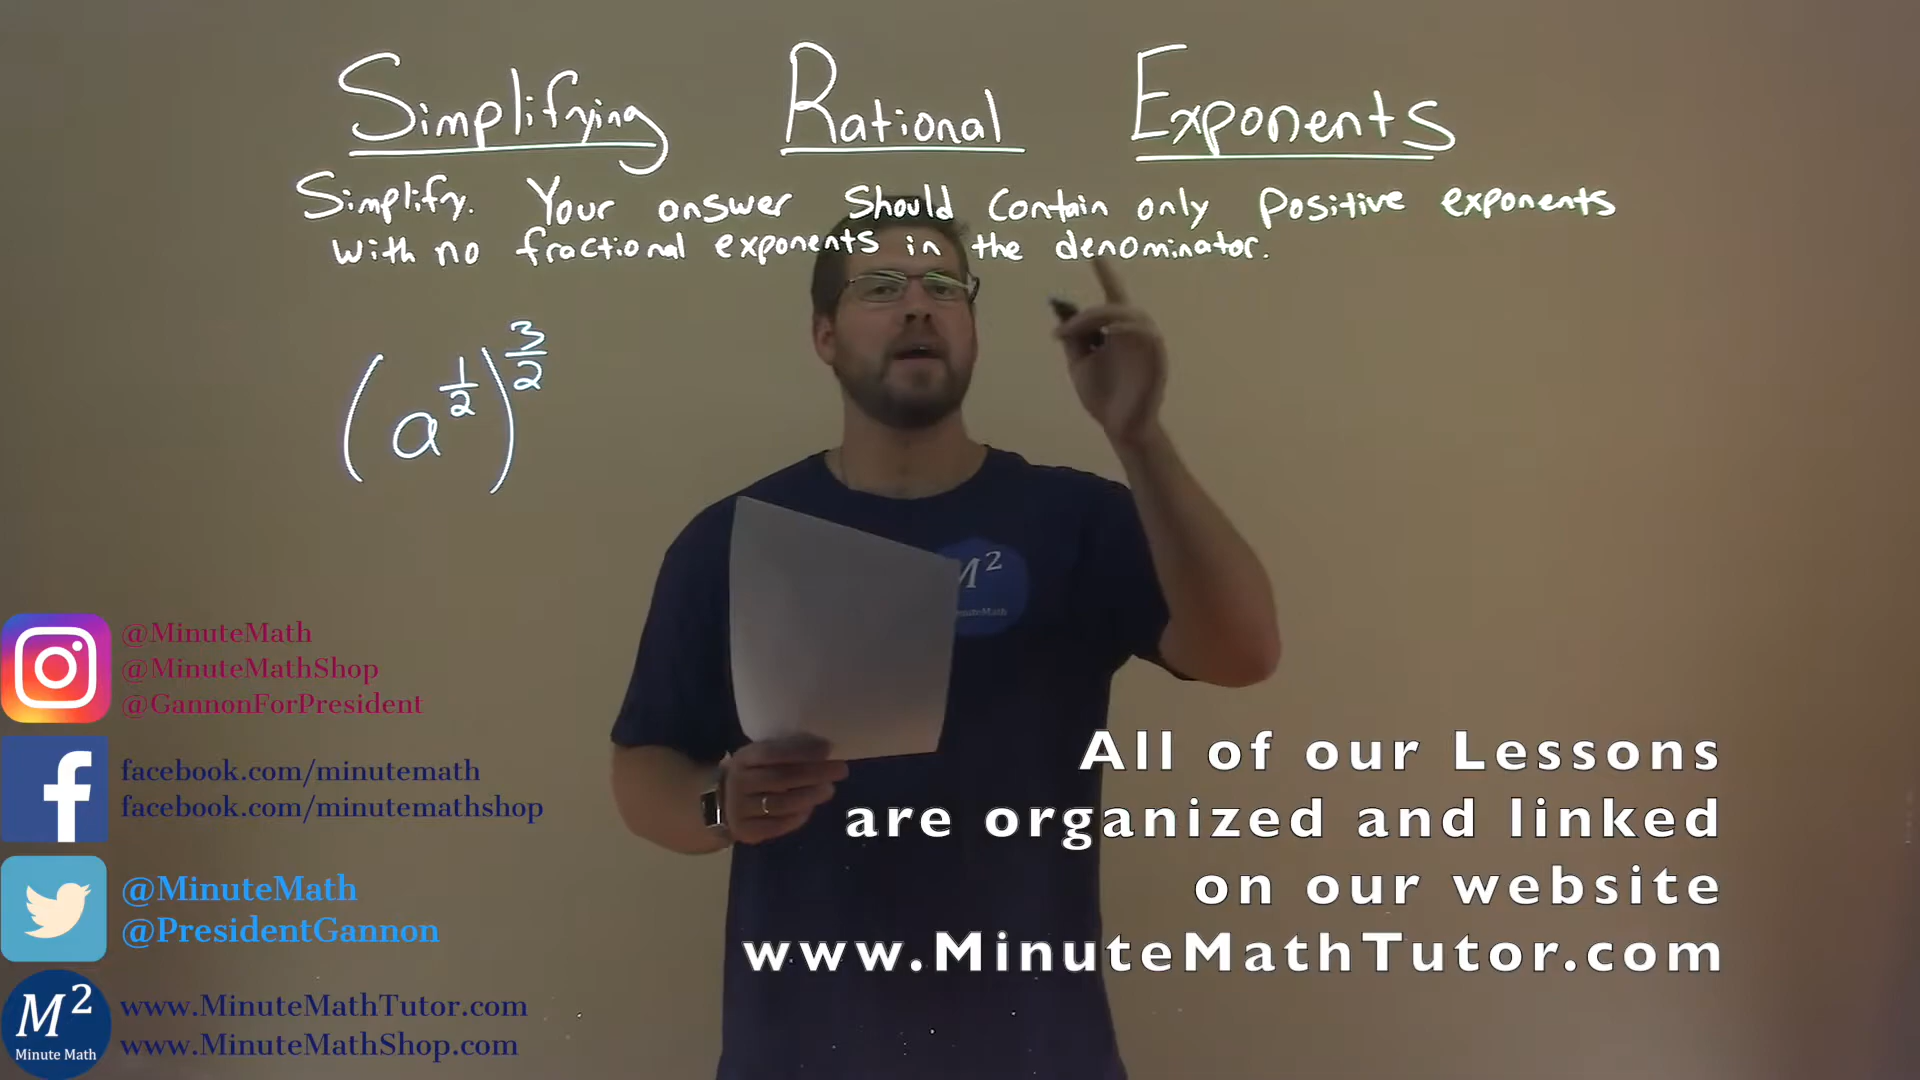 Simplifying Rational Exponents
Simplify. Your answer should contain only positive exponents
with no fractional exponents in the denominator.
(a^{1/2})^{3/2}
M²
MinuteMath
@MinuteMath
@MinuteMathShop
@GannonForPresident
facebook.com/minutemath
facebook.com/minutemathshop
@MinuteMath
@PresidentGannon
M²
Minute Math
www.MinuteMathTutor.com
www.MinuteMathShop.com
All of our Lessons
are organized and linked
on our website
www.MinuteMathTutor.com